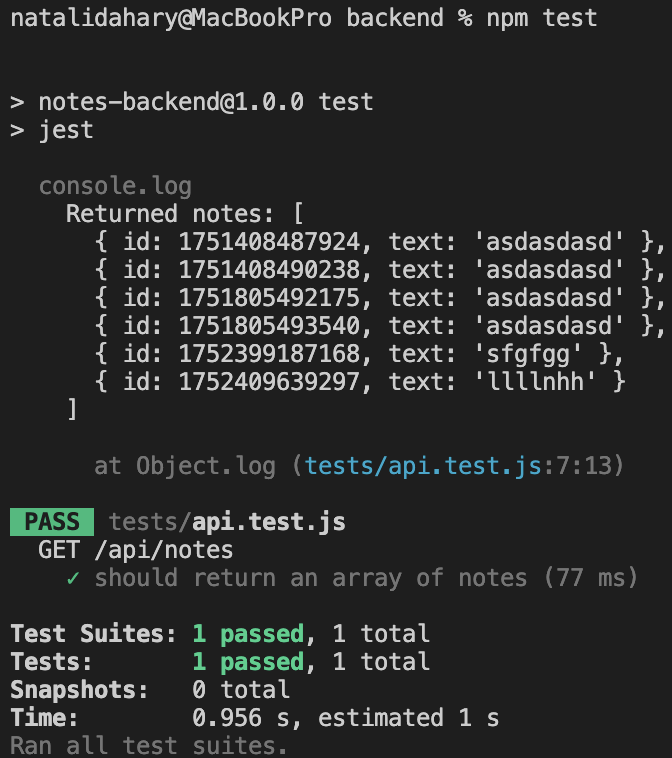 natalidahary@MacBookPro backend % npm test
> notes-backend@1.0.0 test
> jest
console.log
Returned notes: [
{ id: 1751408487924, text: 'asdasdasd' },
{ id: 1751408490238, text: 'asdasdasd' },
{ id: 1751805492175, text: 'asdasdasd' },
{ id: 1751805493540, text: 'asdasdasd' },
{ id: 1752399187168, text: 'sfgfgg' },
{ id: 1752409639297, text: 'llllnhh' }
]
at Object.log (tests/api.test.js:7:13)
PASS tests/api.test.js
GET /api/notes
✓ should return an array of notes (77 ms)
Test Suites: 1 passed, 1 total
Tests: 1 passed, 1 total
Snapshots: 0 total
Time: 0.956 s, estimated 1 s
Ran all test suites.